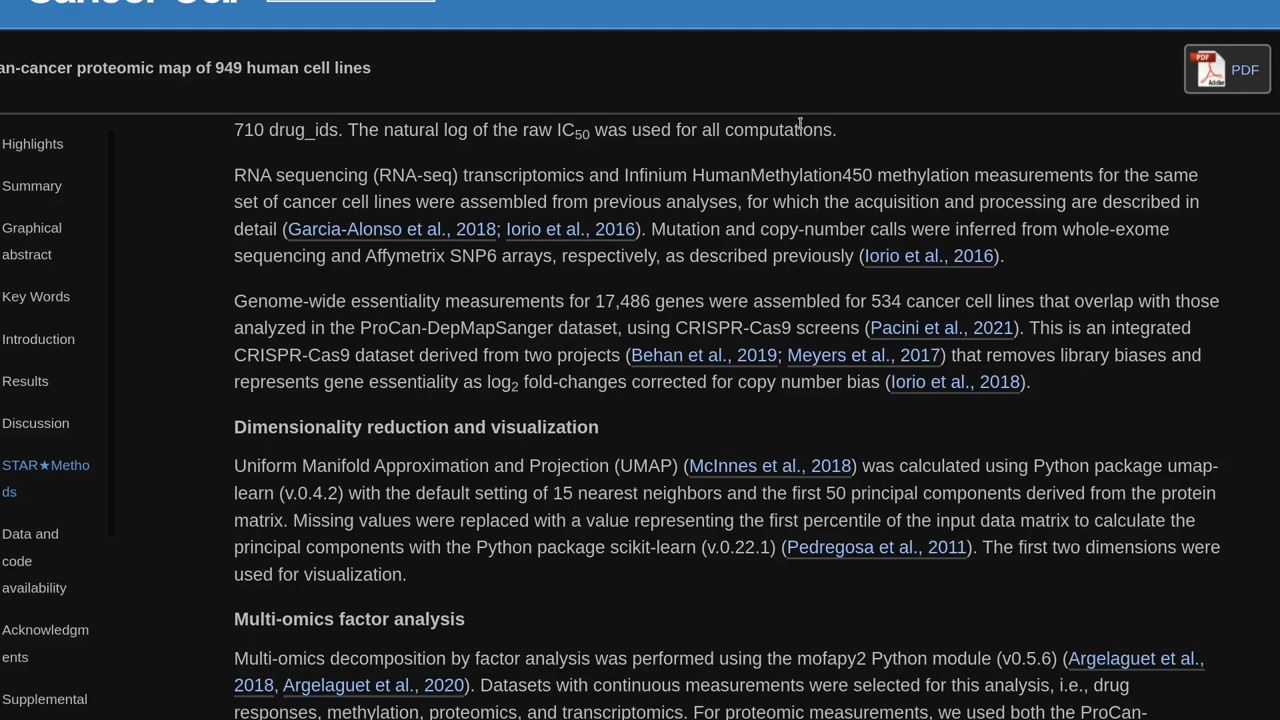 Cancer Cell
an-cancer proteomic map of 949 human cell lines
PDF
PDF
Adobe
Highlights
Summary
Graphical
abstract
Key Words
Introduction
Results
Discussion
STAR★Metho
ds
Data and
code
availability
Acknowledgm
ents
Supplemental
710 drug_ids. The natural log of the raw IC50 was used for all computations.
RNA sequencing (RNA-seq) transcriptomics and Infinium HumanMethylation450 methylation measurements for the same
set of cancer cell lines were assembled from previous analyses, for which the acquisition and processing are described in
detail (Garcia-Alonso et al., 2018; Iorio et al., 2016). Mutation and copy-number calls were inferred from whole-exome
sequencing and Affymetrix SNP6 arrays, respectively, as described previously (Iorio et al., 2016).
Genome-wide essentiality measurements for 17,486 genes were assembled for 534 cancer cell lines that overlap with those
analyzed in the ProCan-DepMapSanger dataset, using CRISPR-Cas9 screens (Pacini et al., 2021). This is an integrated
CRISPR-Cas9 dataset derived from two projects (Behan et al., 2019; Meyers et al., 2017) that removes library biases and
represents gene essentiality as log2 fold-changes corrected for copy number bias (Iorio et al., 2018).
Dimensionality reduction and visualization
Uniform Manifold Approximation and Projection (UMAP) (McInnes et al., 2018) was calculated using Python package umap-
learn (v.0.4.2) with the default setting of 15 nearest neighbors and the first 50 principal components derived from the protein
matrix. Missing values were replaced with a value representing the first percentile of the input data matrix to calculate the
principal components with the Python package scikit-learn (v.0.22.1) (Pedregosa et al., 2011). The first two dimensions were
used for visualization.
Multi-omics factor analysis
Multi-omics decomposition by factor analysis was performed using the mofapy2 Python module (v0.5.6) (Argelaguet et al.,
2018, Argelaguet et al., 2020). Datasets with continuous measurements were selected for this analysis, i.e., drug
responses, methylation, proteomics, and transcriptomics. For proteomic measurements, we used both the ProCan-